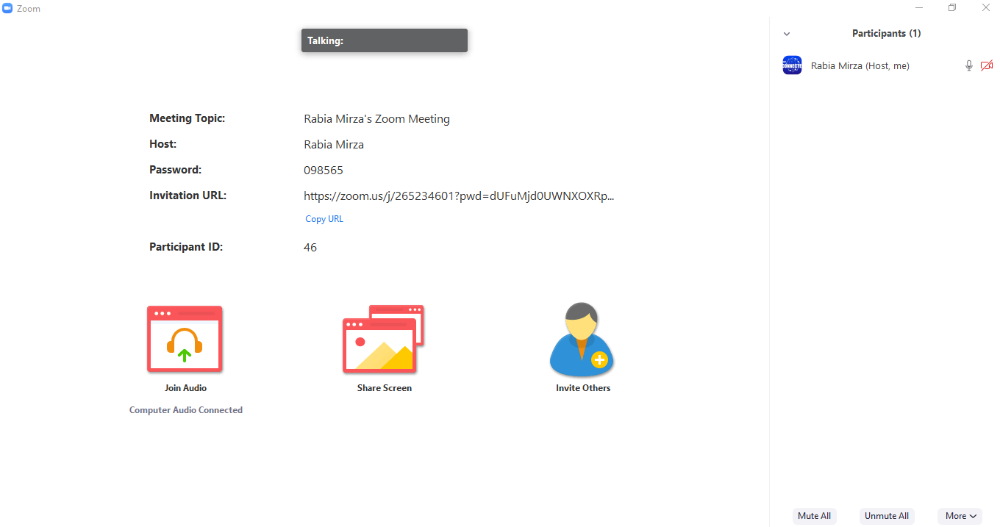 Zoom
Talking:
Participants (1)
CONNECTE
Rabia Mirza (Host, me)
Meeting Topic: Rabia Mirza's Zoom Meeting
Host: Rabia Mirza
Password: 098565
Invitation URL: https://zoom.us/j/265234601?pwd=dUFuMjd0UWNXOXRp...
Copy URL
Participant ID: 46
Join Audio Share Screen Invite Others
Computer Audio Connected
Mute All Unmute All More